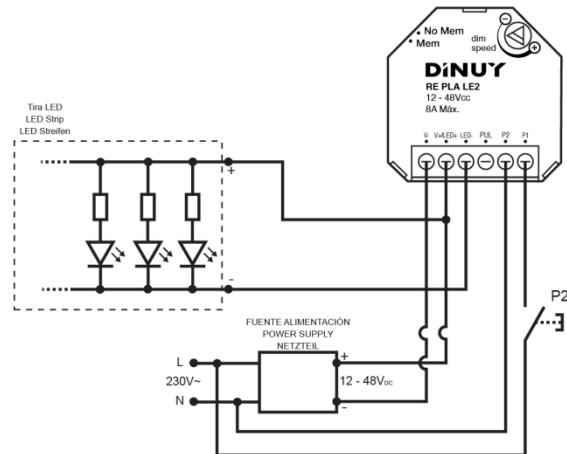 No Mem
Mem
dim
speed
DiNUY
RE PLA LE2
12 - 48Vcc
8A Máx.
V- V+/LED+ LED- PUL P2 P1
Tira LED
LED Strip
LED Streifen
+
-
P2
FUENTE ALIMENTACIÓN
POWER SUPPLY
NETZTEIL
L
230V~
N
+
12 - 48VDC
-